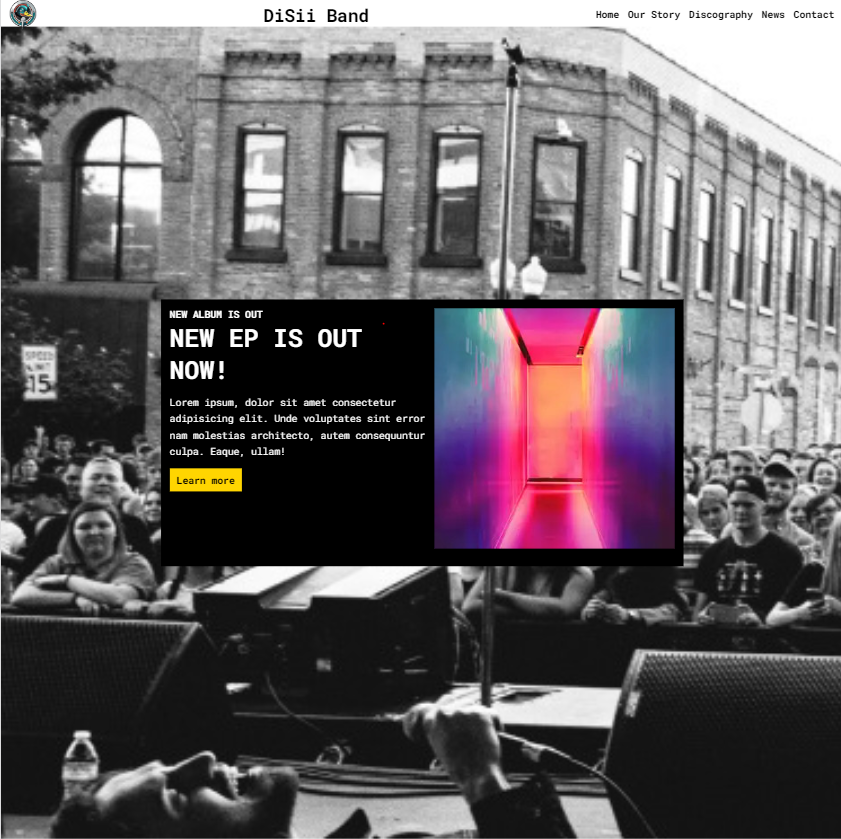 DiSii Band
Home Our Story Discography News Contact
NEW ALBUM IS OUT
NEW EP IS OUT
NOW!
Lorem ipsum, dolor sit amet consectetur
adipisicing elit. Unde voluptates sint error
nam molestias architecto, autem consequuntur
culpa. Eaque, ullam!
Learn more
SPEED
LIMIT
15